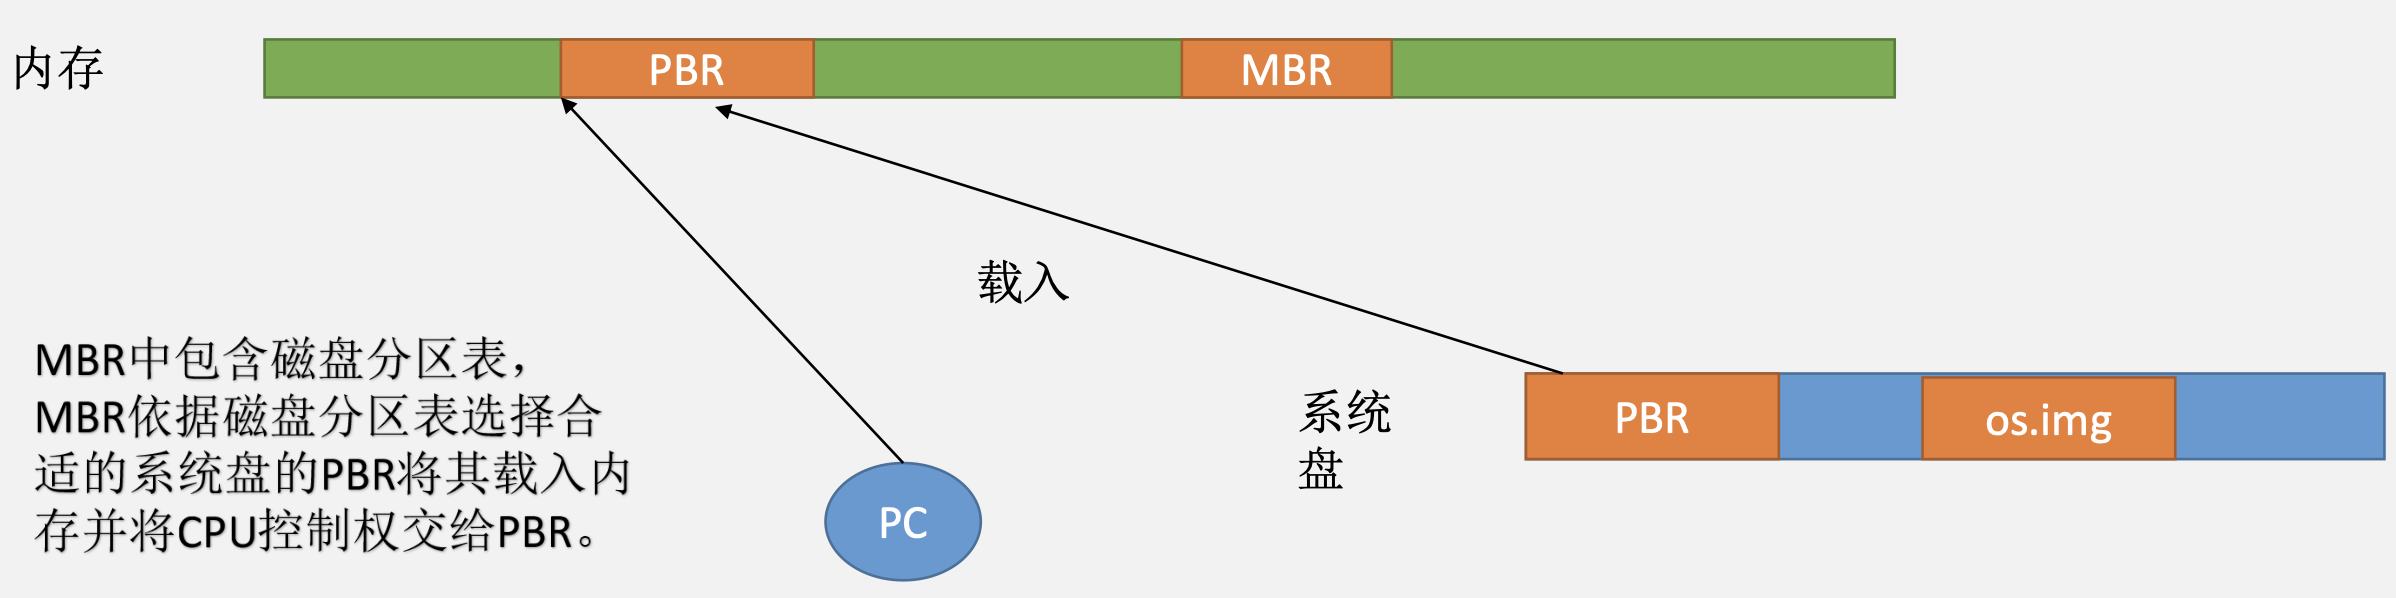 内存
PBR
MBR
载入
MBR中包含磁盘分区表，
MBR依据磁盘分区表选择合
适的系统盘的PBR将其载入内
存并将CPU控制权交给PBR。
PC
系统
盘
PBR
os.img